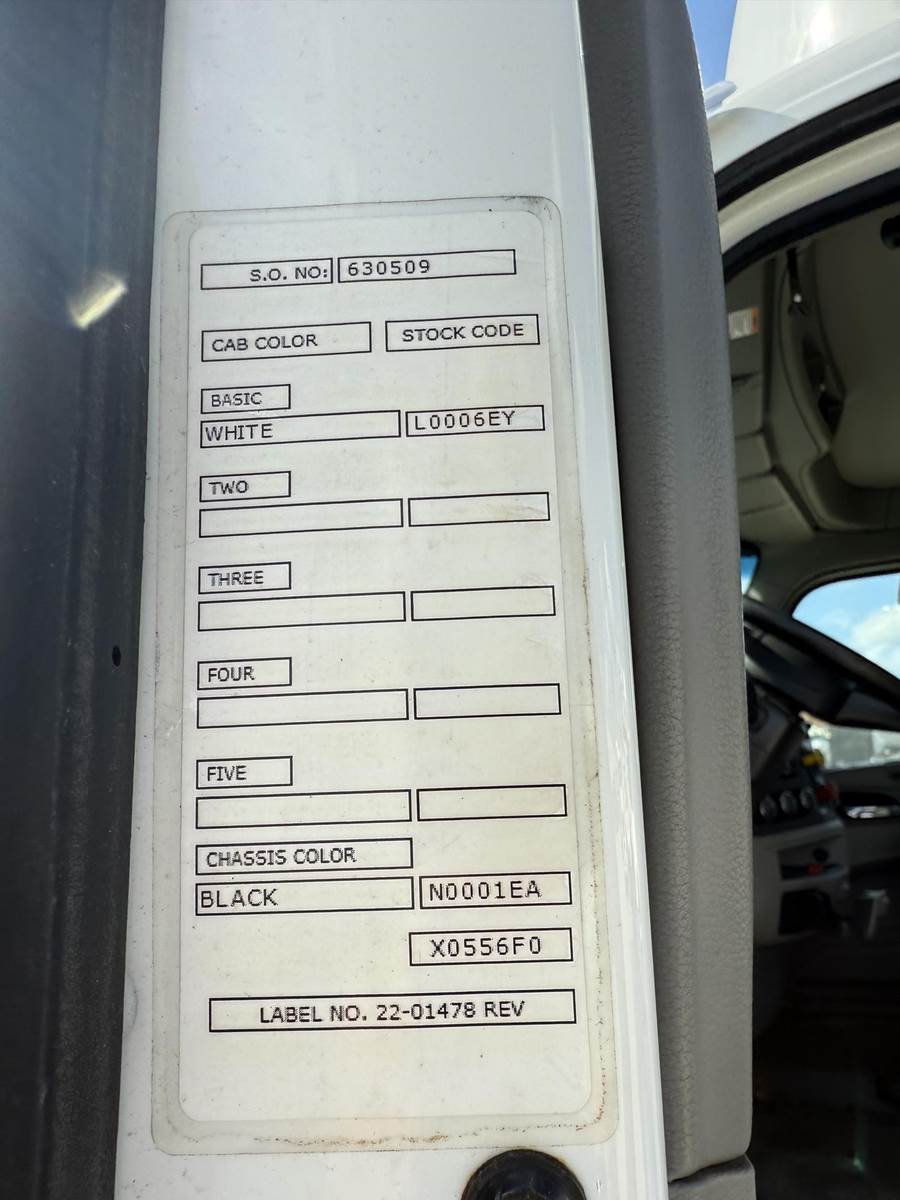 S.O. NO: 630509
CAB COLOR STOCK CODE
BASIC
WHITE L0006EY
TWO
THREE
FOUR
FIVE
CHASSIS COLOR
BLACK N0001EA
X0556F0
LABEL NO. 22-01478 REV